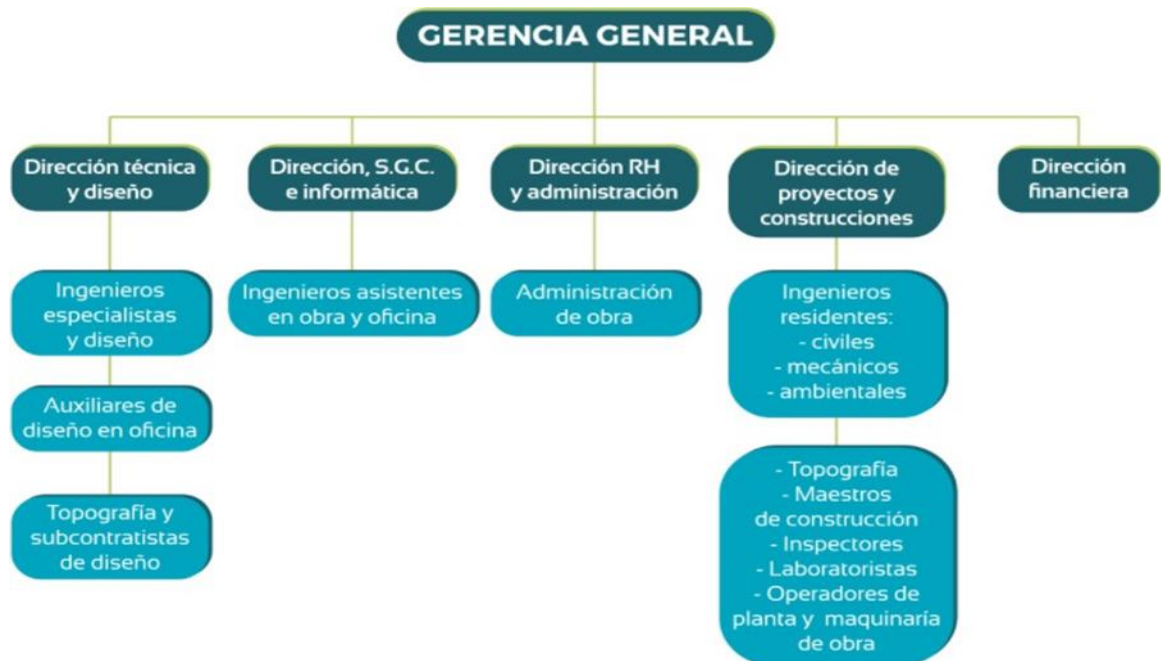 GERENCIA GENERAL
Dirección técnica
y diseño
Dirección, S.G.C.
e informática
Dirección RH
y administración
Dirección de
proyectos y
construcciones
Dirección
financiera
Ingenieros
especialistas
y diseño
Auxiliares de
diseño en oficina
Topografía y
subcontratistas
de diseño
Ingenieros asistentes
en obra y oficina
Administración
de obra
Ingenieros
residentes:
- civiles
- mecánicos
- ambientales
- Topografía
- Maestros
de construcción
- Inspectores
- Laboratoristas
- Operadores de
planta y maquinaría
de obra